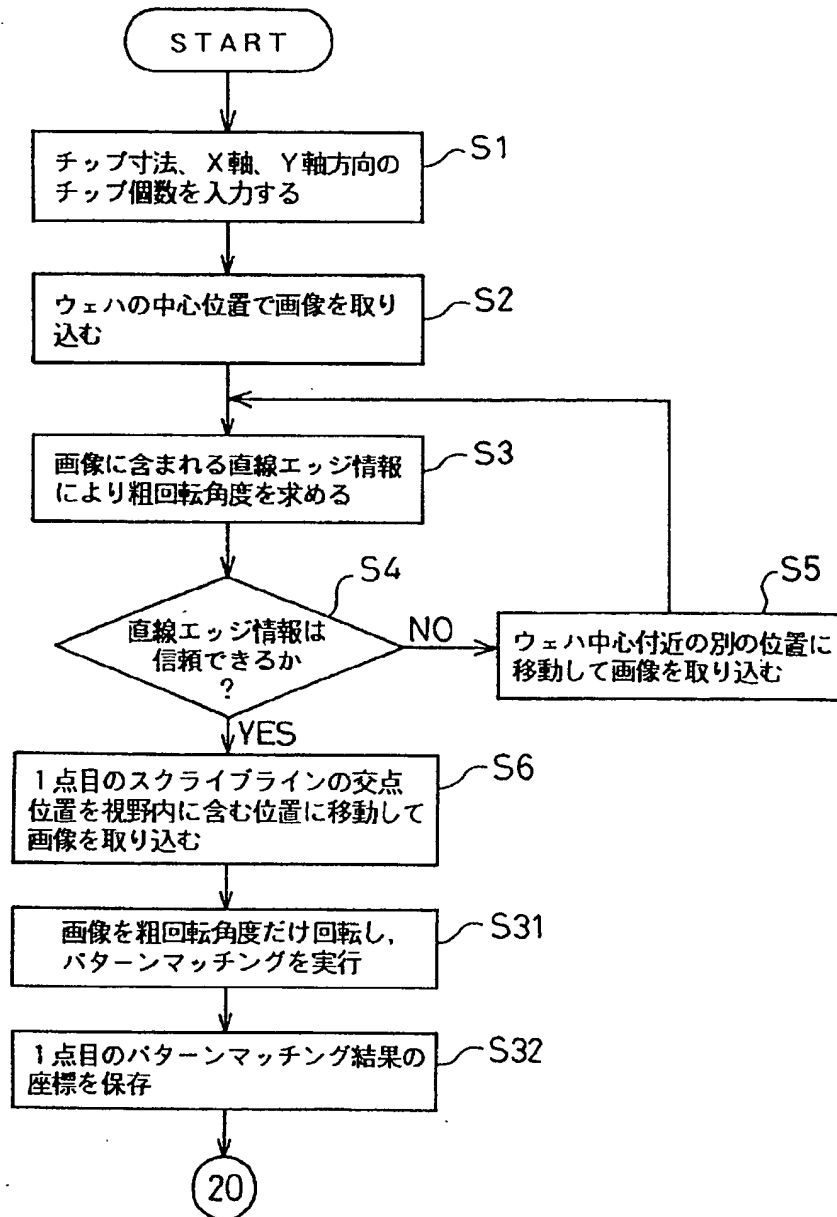 START
S1
チップ寸法、X軸、Y軸方向の
チップ個数を入力する
S2
ウェハの中心位置で画像を取り
込む
S3
画像に含まれる直線エッジ情報
により粗回転角度を求める
S4
直線エッジ情報は
信頼できるか
?
NO
S5
ウェハ中心付近の別の位置に
移動して画像を取り込む
YES
S6
1点目のスクライブラインの交点
位置を視野内に含む位置に移動して
画像を取り込む
S31
画像を粗回転角度だけ回転し,
パターンマッチングを実行
S32
1点目のパターンマッチング結果の
座標を保存
20